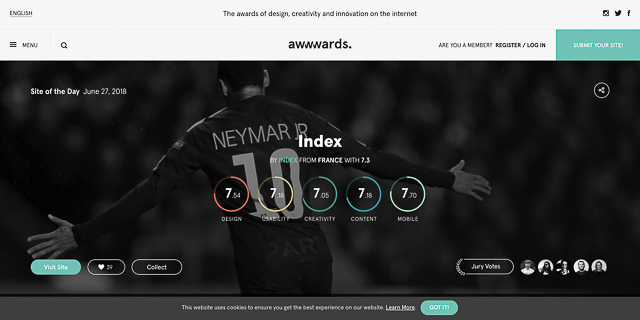 ENGLISH
The awards of design, creativity and innovation on the internet
MENU
awwwards.
ARE YOU A MEMBER? REGISTER / LOG IN
SUBMIT YOUR SITE!
Site of the Day June 27, 2018
NEYMAR JR
10
Index
BY INDEX FROM FRANCE WITH 7.3
7.54
7.18
7.05
7.18
7.70
DESIGN
USABILITY
CREATIVITY
CONTENT
MOBILE
PAR
Visit Site
39
Collect
Jury Votes
This website uses cookies to ensure you get the best experience on our website. Learn More.
GOT IT!